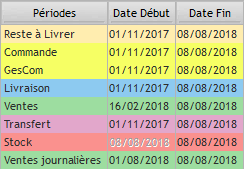 Périodes Date Début Date Fin
Reste à Livrer 01/11/2017 08/08/2018
Commande 01/11/2017 08/08/2018
GesCom 01/11/2017 08/08/2018
Livraison 01/11/2017 08/08/2018
Ventes 16/02/2018 08/08/2018
Transfert 01/11/2017 08/08/2018
Stock 08/08/2018 08/08/2018
Ventes journalières 01/08/2018 08/08/2018